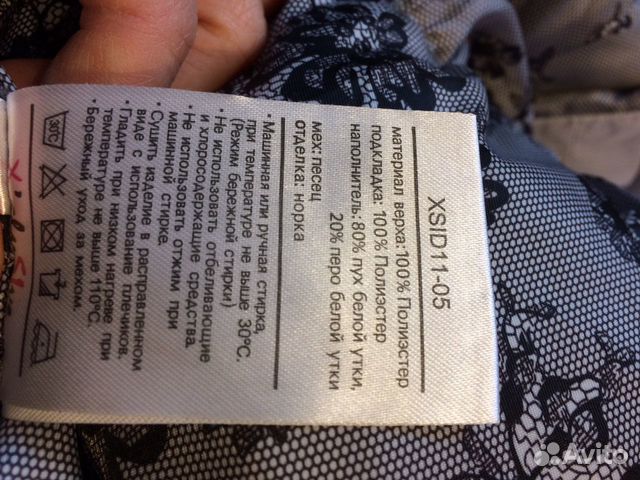 XSID11-05
материал верха:100% Полиэстер
подкладка: 100% Полиэстер
наполнитель:80% пух белой утки,
20% перо белой утки
мех:песец
отделка: норка
•Машинная или ручная стирка,
при температуре не выше 30°C.
(Режим бережной стирки)
•Не использовать отбеливающие
и хлоросодержащие средства.
•Не использовать отжим при
машинной стирке.
•Сушить изделие в расправленном
виде с использование плечиков.
•Гладить при низком нагреве при
температуре не выше 110°C.
•Бережный уход за мехом.
30°C
Avito